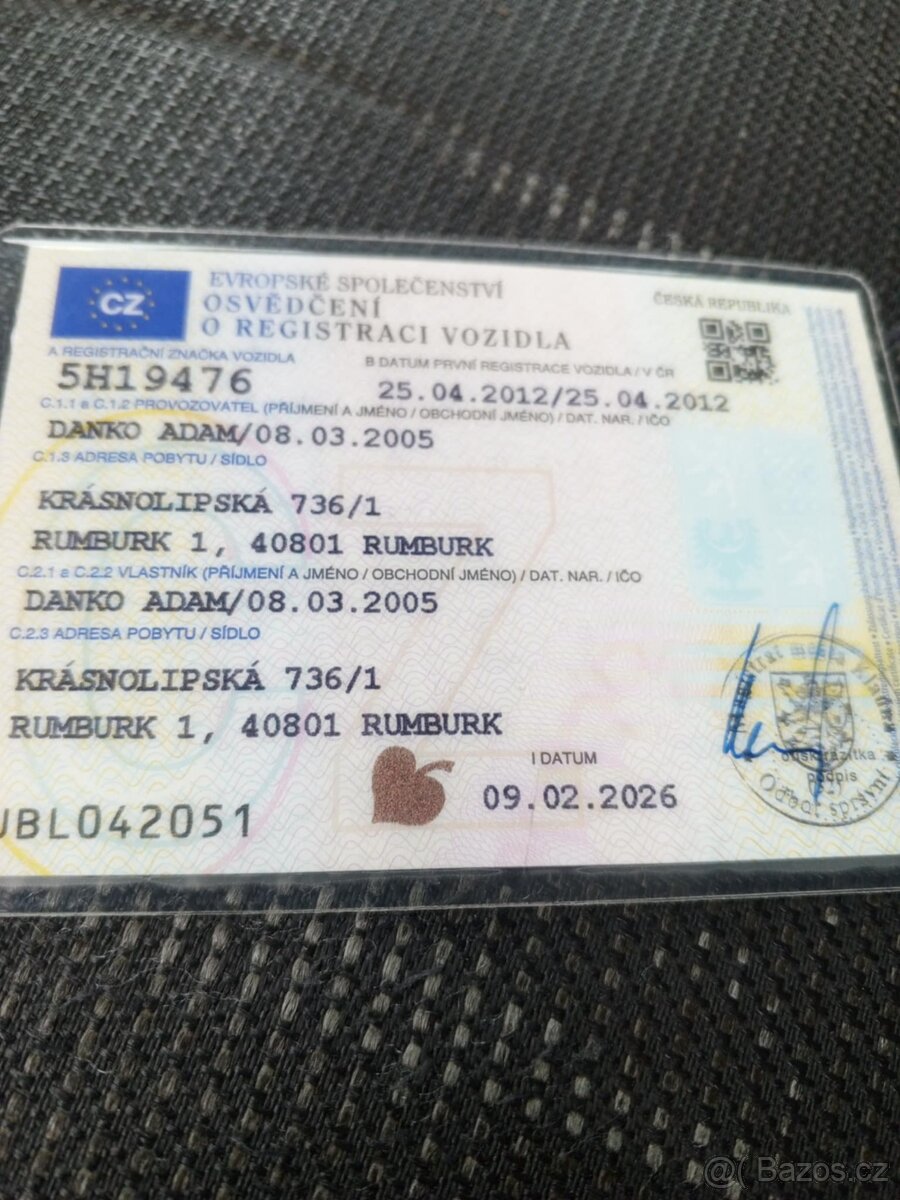 EVROPSKÉ SPOLEČENSTVÍ
OSVĚDČENÍ
O REGISTRACI VOZIDLA
ČESKÁ REPUBLIKA
CZ
A REGISTRAČNÍ ZNAČKA VOZIDLA
B DATUM PRVNÍ REGISTRACE VOZIDLA / V ČR
5H19476
25.04.2012/25.04.2012
C.1.1 a C.1.2 PROVOZOVATEL (PŘÍJMENÍ A JMÉNO / OBCHODNÍ JMÉNO) / DAT. NAR. / IČO
DANKO ADAM/08.03.2005
C.1.3 ADRESA POBYTU / SÍDLO
KRÁSNOLIPSKÁ 736/1
RUMBURK 1, 40801 RUMBURK
C.2.1 a C.2.2 VLASTNÍK (PŘÍJMENÍ A JMÉNO / OBCHODNÍ JMÉNO) / DAT. NAR. / IČO
DANKO ADAM/08.03.2005
C.2.3 ADRESA POBYTU / SÍDLO
KRÁSNOLIPSKÁ 736/1
RUMBURK 1, 40801 RUMBURK
I DATUM
09.02.2026
UBL042051
podpis
Odbor správní
@( Bazos.cz